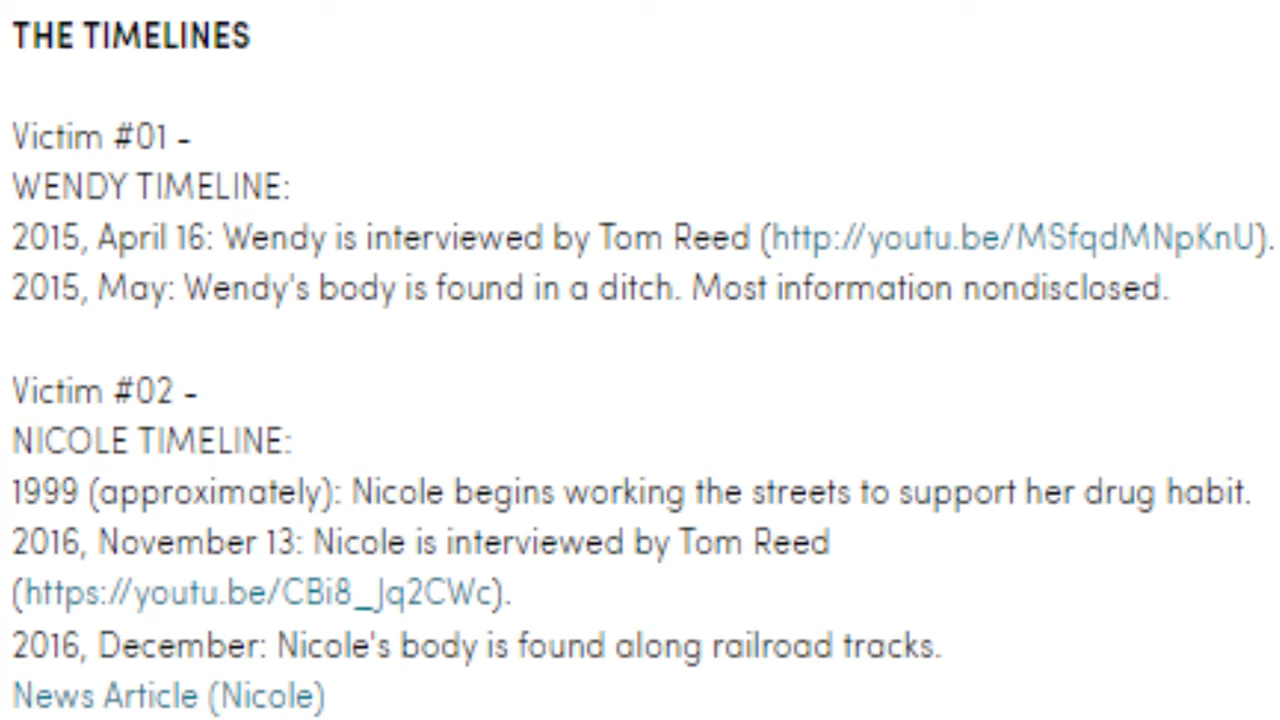 THE TIMELINES
Victim #01 -
WENDY TIMELINE:
2015, April 16: Wendy is interviewed by Tom Reed (http://youtu.be/MSfqdMNpKnU).
2015, May: Wendy's body is found in a ditch. Most information nondisclosed.
Victim #02 -
NICOLE TIMELINE:
1999 (approximately): Nicole begins working the streets to support her drug habit.
2016, November 13: Nicole is interviewed by Tom Reed
(https://youtu.be/CBi8_Jq2CWc).
2016, December: Nicole's body is found along railroad tracks.
News Article (Nicole)